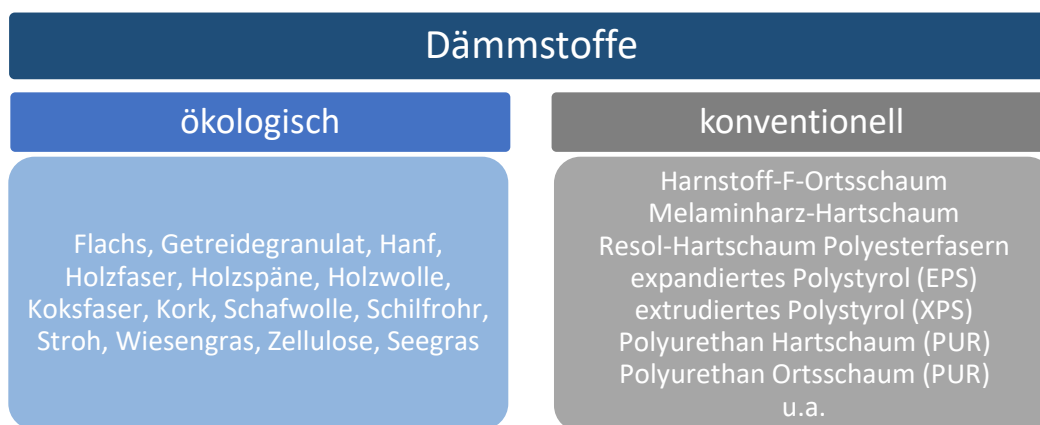 Dämmstoffe
ökologisch
Flachs, Getreidegranulat, Hanf,
Holzfaser, Holzspäne, Holzwolle,
Koksfaser, Kork, Schafwolle, Schilfrohr,
Stroh, Wiesengras, Zellulose, Seegras
konventionell
Harnstoff-F-Ortsschaum
Melaminharz-Hartschaum
Resol-Hartschaum Polyesterfasern
expandiertes Polystyrol (EPS)
extrudiertes Polystyrol (XPS)
Polyurethan Hartschaum (PUR)
Polyurethan Ortsschaum (PUR)
u.a.